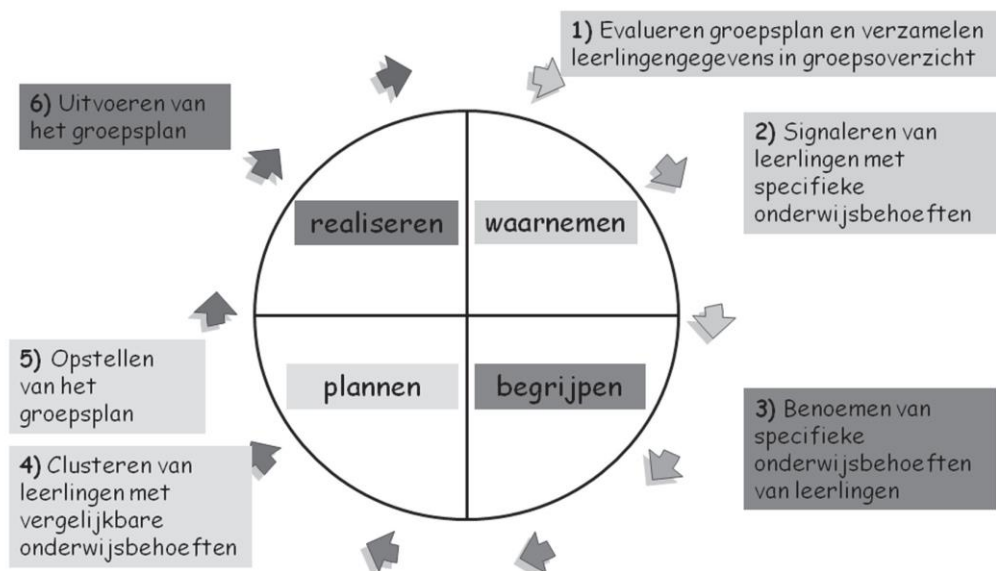 1) Evalueren groepsplan en verzamelen
leerlingengegevens in groepsoverzicht
2) Signaleren van
leerlingen met
specifieke
onderwijsbehoeften
3) Benoemen van
specifieke
onderwijsbehoeften
van leerlingen
4) Clusteren van
leerlingen met
vergelijkbare
onderwijsbehoeften
5) Opstellen
van het
groepsplan
6) Uitvoeren van
het groepsplan
realiseren
waarnemen
plannen
begrijpen